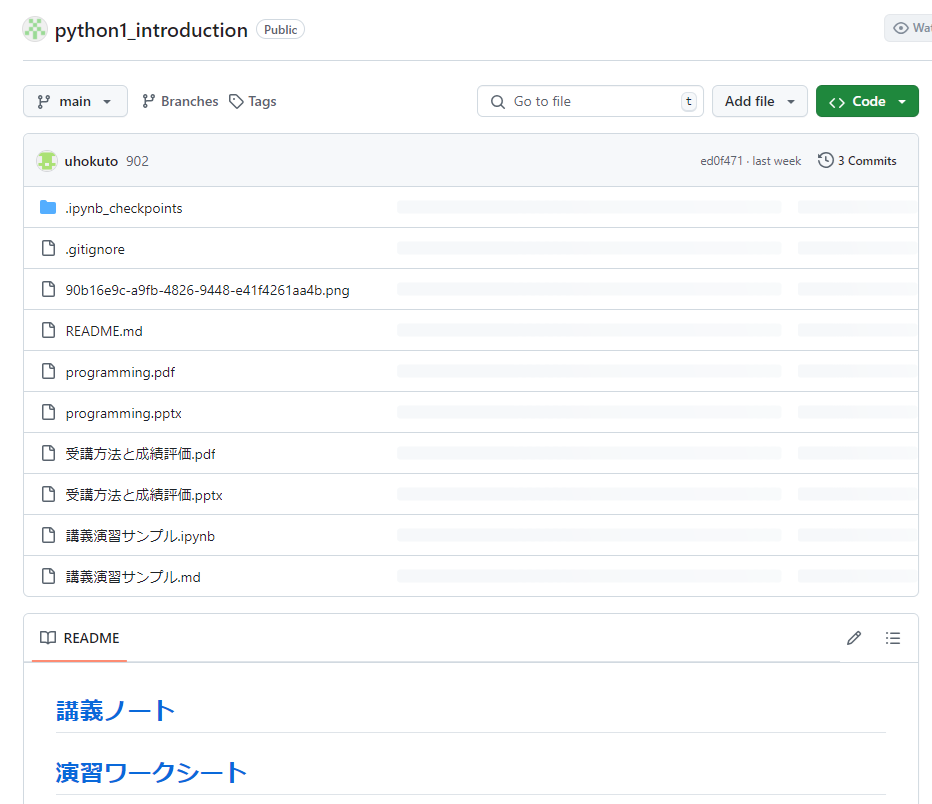 python1_introduction Public
Wat
main Branches Tags Go to file t Add file Code
uhokuto 902 ed0f471 · last week 3 Commits
.ipynb_checkpoints
.gitignore
90b16e9c-a9fb-4826-9448-e41f4261aa4b.png
README.md
programming.pdf
programming.pptx
受講方法と成績評価.pdf
受講方法と成績評価.pptx
講義演習サンプル.ipynb
講義演習サンプル.md
README
講義ノート
演習ワークシート